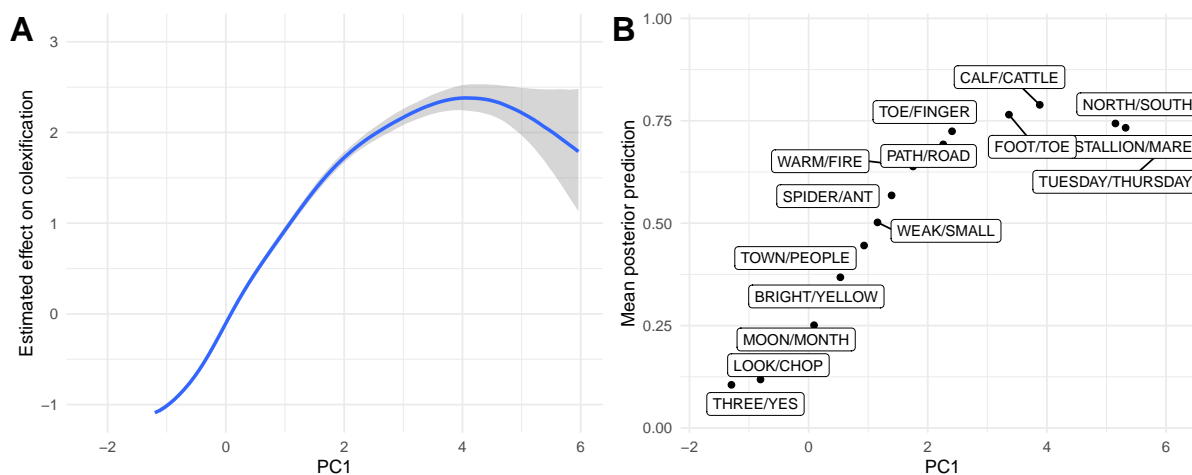 A
Estimated effect on colexification
3
2
1
0
−1
−2
0
2
4
6
PC1
B
Mean posterior prediction
1.00
0.75
0.50
0.25
0.00
CALF/CATTLE
NORTH/SOUTH
TOE/FINGER
FOOT/TOE
STALLION/MARE
PATH/ROAD
WARM/FIRE
TUESDAY/THURSDAY
SPIDER/ANT
WEAK/SMALL
TOWN/PEOPLE
BRIGHT/YELLOW
MOON/MONTH
LOOK/CHOP
THREE/YES
−2
0
2
4
6
PC1